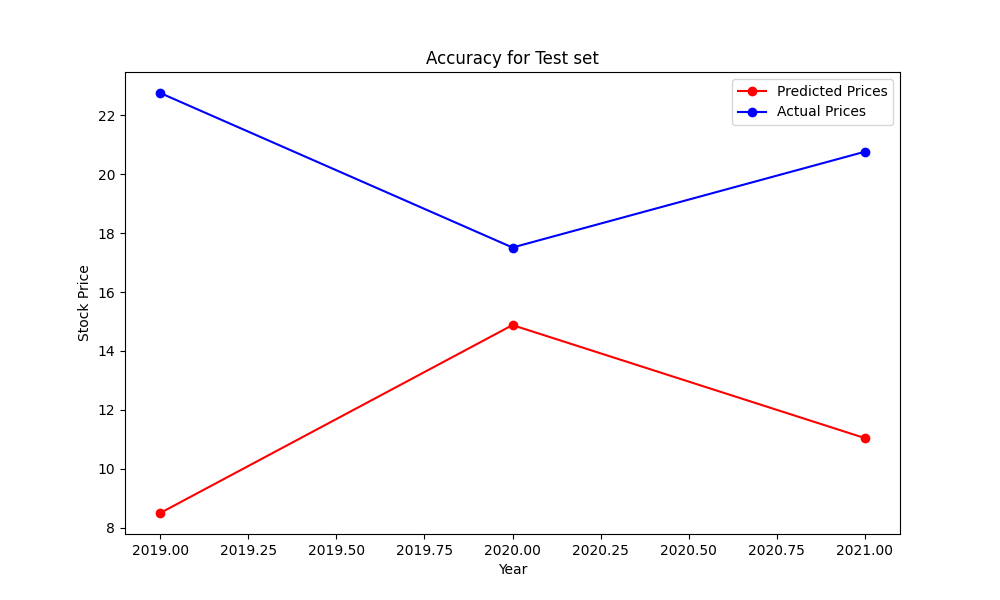 Accuracy for Test set
Predicted Prices
Actual Prices
22
20
18
16
14
12
10
8
Stock Price
2019.00 2019.25 2019.50 2019.75 2020.00 2020.25 2020.50 2020.75 2021.00
Year